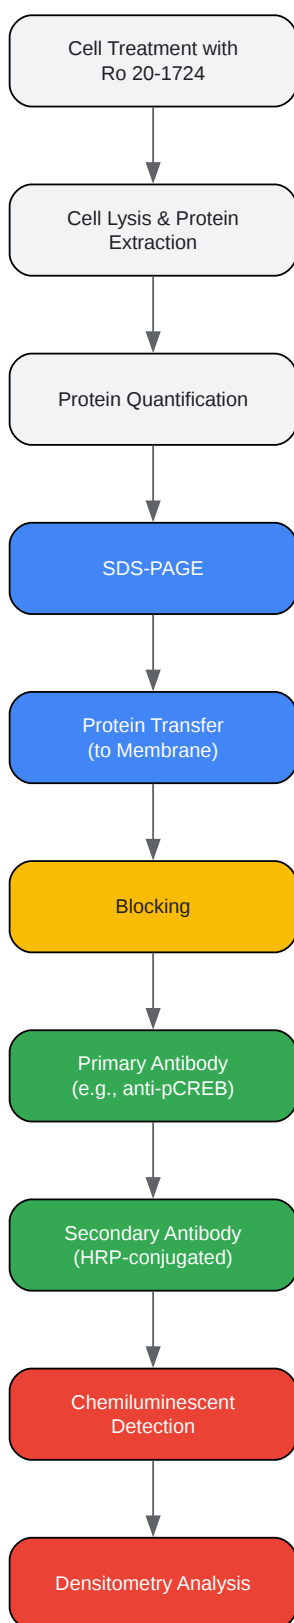 Cell Treatment with
Ro 20-1724
Cell Lysis & Protein
Extraction
Protein Quantification
SDS-PAGE
Protein Transfer
(to Membrane)
Blocking
Primary Antibody
(e.g., anti-pCREB)
Secondary Antibody
(HRP-conjugated)
Chemiluminescent
Detection
Densitometry Analysis